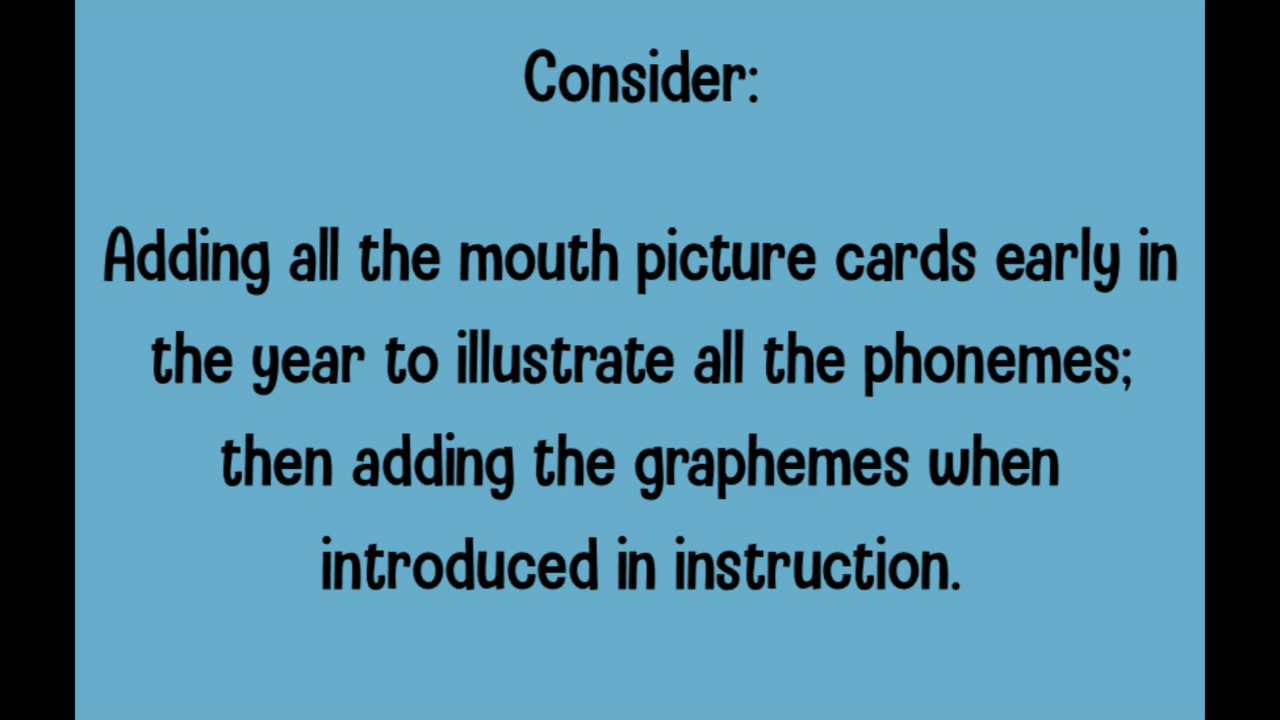 Consider:
Adding all the mouth picture cards early in
the year to illustrate all the phonemes;
then adding the graphemes when
introduced in instruction.